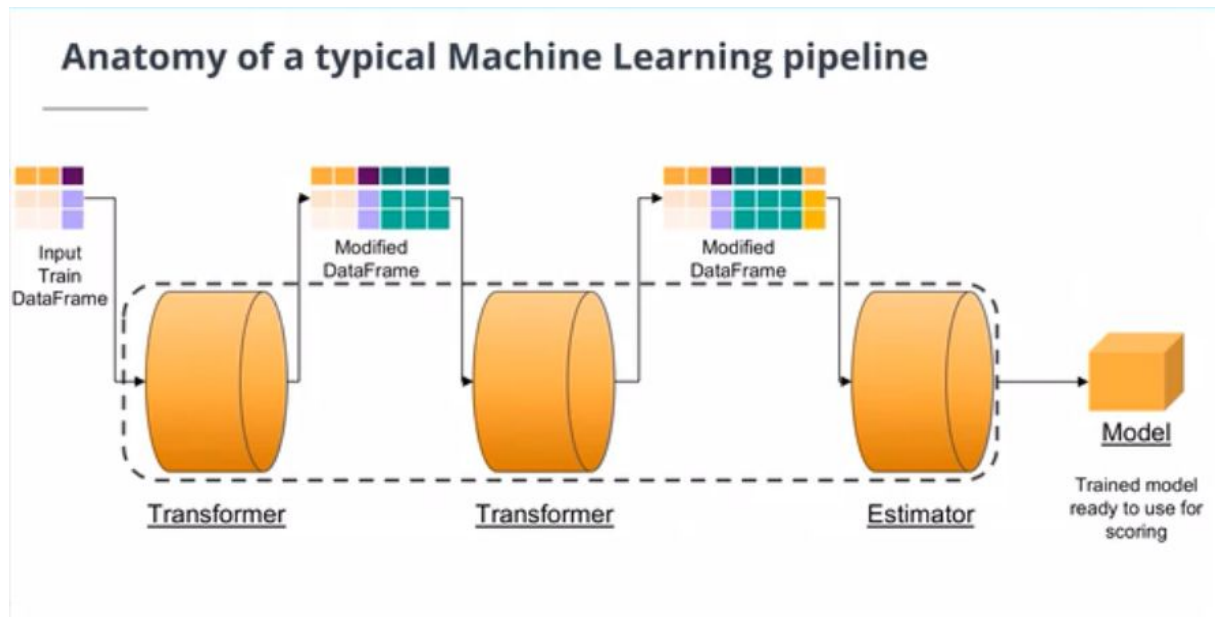 Anatomy of a typical Machine Learning pipeline
Input
Train
DataFrame
Modified
DataFrame
Modified
DataFrame
Transformer
Transformer
Estimator
Model
Trained model
ready to use for
scoring